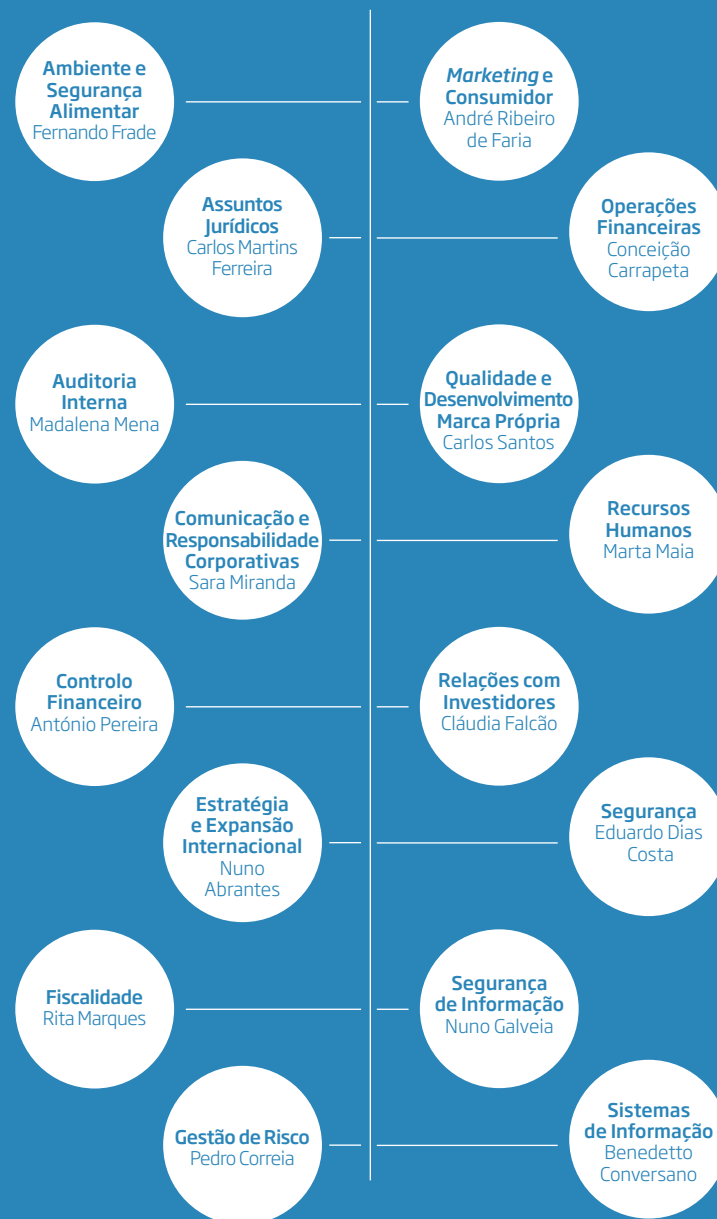 Ambiente e
Segurança
Alimentar
Fernando Frade
Marketing e
Consumidor
André Ribeiro
de Faria
Assuntos
Jurídicos
Carlos Martins
Ferreira
Operações
Financeiras
Conceição
Carrapeta
Auditoria
Interna
Madalena Mena
Qualidade e
Desenvolvimento
Marca Própria
Carlos Santos
Comunicação e
Responsabilidade
Corporativas
Sara Miranda
Recursos
Humanos
Marta Maia
Controlo
Financeiro
António Pereira
Relações com
Investidores
Cláudia Falcão
Estratégia
e Expansão
Internacional
Nuno
Abrantes
Segurança
Eduardo Dias
Costa
Fiscalidade
Rita Marques
Segurança
de Informação
Nuno Galveia
Gestão de Risco
Pedro Correia
Sistemas
de Informação
Benedetto
Conversano